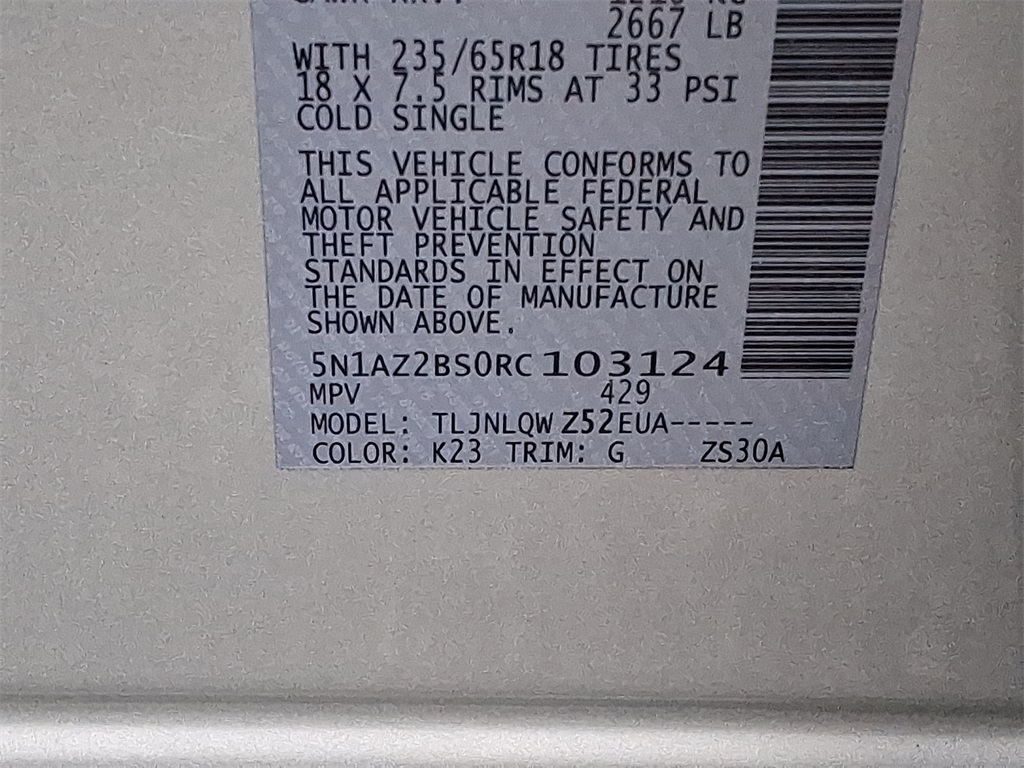 2667 LB
WITH 235/65R18 TIRES
18 X 7.5 RIMS AT 33 PSI
COLD SINGLE
THIS VEHICLE CONFORMS TO
ALL APPLICABLE FEDERAL
MOTOR VEHICLE SAFETY AND
THEFT PREVENTION
STANDARDS IN EFFECT ON
THE DATE OF MANUFACTURE
SHOWN ABOVE.
5N1AZ2BS0RC103124
MPV 429
MODEL: TLJNLQWZ52EUA-----
COLOR: K23 TRIM: G ZS30A